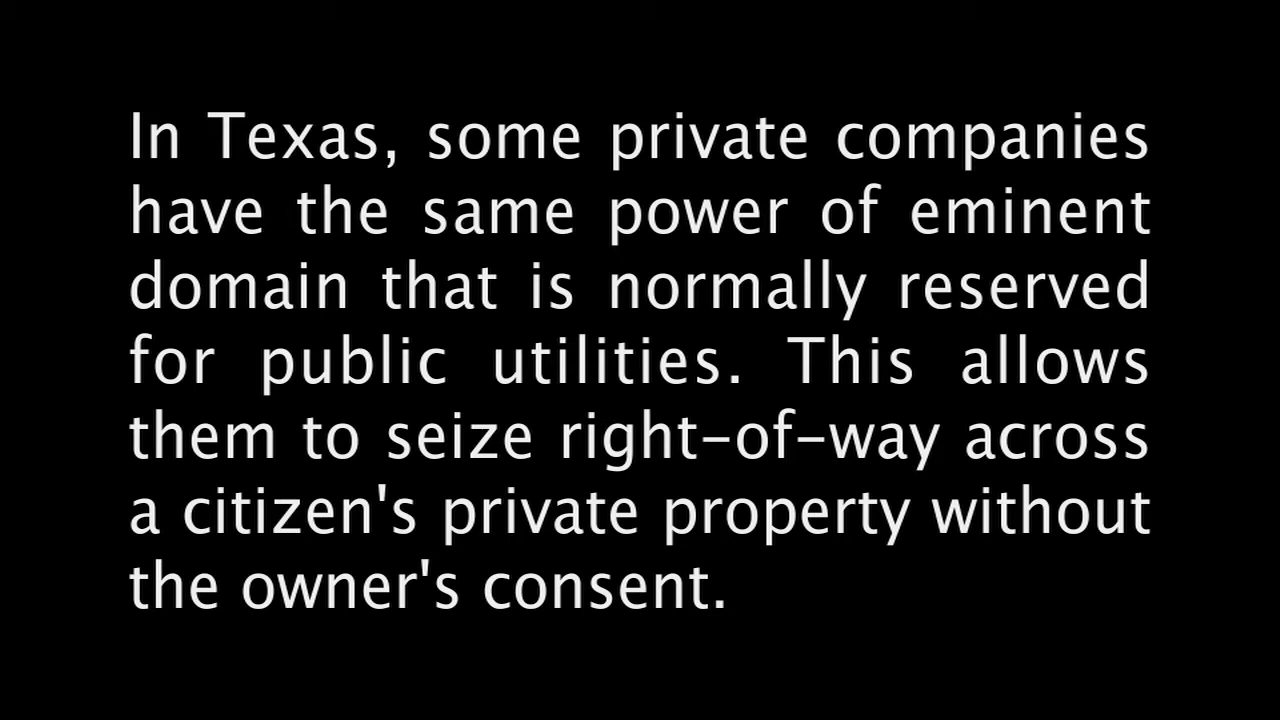 In Texas, some private companies
have the same power of eminent
domain that is normally reserved
for public utilities. This allows
them to seize right-of-way across
a citizen's private property without
the owner's consent.